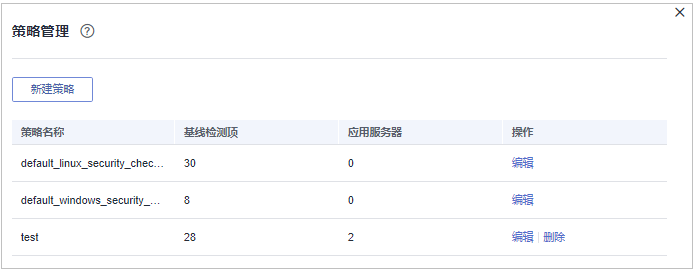 策略管理 ?
新建策略
策略名称 基线检测项 应用服务器 操作
default_linux_security_chec... 30 0 编辑
default_windows_security_... 8 0 编辑
test 28 2 编辑 | 删除